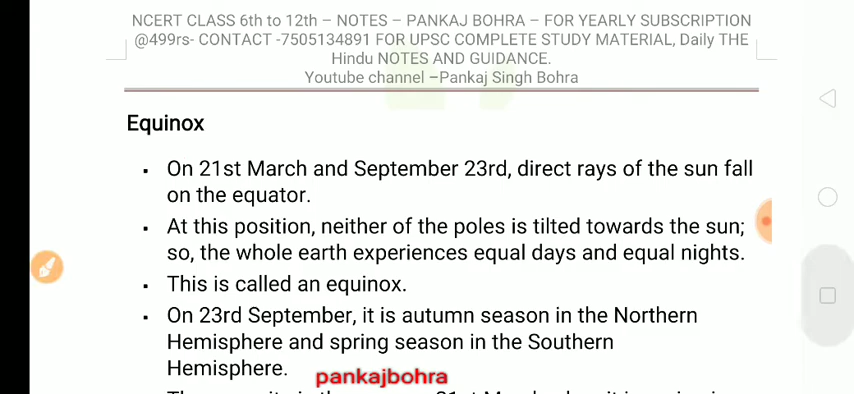 NCERT CLASS 6th to 12th – NOTES – PANKAJ BOHRA – FOR YEARLY SUBSCRIPTION
@499rs- CONTACT -7505134891 FOR UPSC COMPLETE STUDY MATERIAL, Daily THE
Hindu NOTES AND GUIDANCE.
Youtube channel –Pankaj Singh Bohra
Equinox
• On 21st March and September 23rd, direct rays of the sun fall
on the equator.
• At this position, neither of the poles is tilted towards the sun;
so, the whole earth experiences equal days and equal nights.
• This is called an equinox.
• On 23rd September, it is autumn season in the Northern
Hemisphere and spring season in the Southern
Hemisphere.
pankajbohra